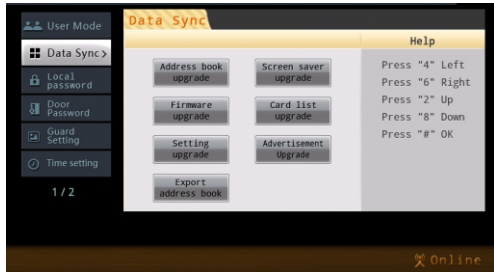 User Mode
Data Sync
Local
password
Door
Password
Guard
Setting
Time setting
1 / 2
Data Sync
Address book
upgrade
Screen saver
upgrade
Firmware
upgrade
Card list
upgrade
Setting
upgrade
Advertisement
Upgrade
Export
address book
Help
Press "4" Left
Press "6" Right
Press "2" Up
Press "8" Down
Press "#" OK
Online